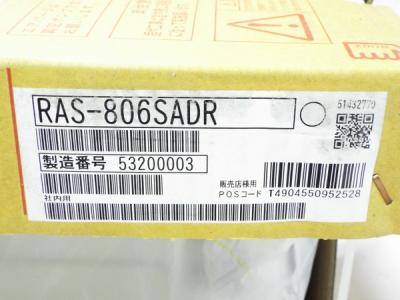 RAS-806SADR
51432770
製造番号 53200003
社内用
販売店様用
POSコード T4904550952528